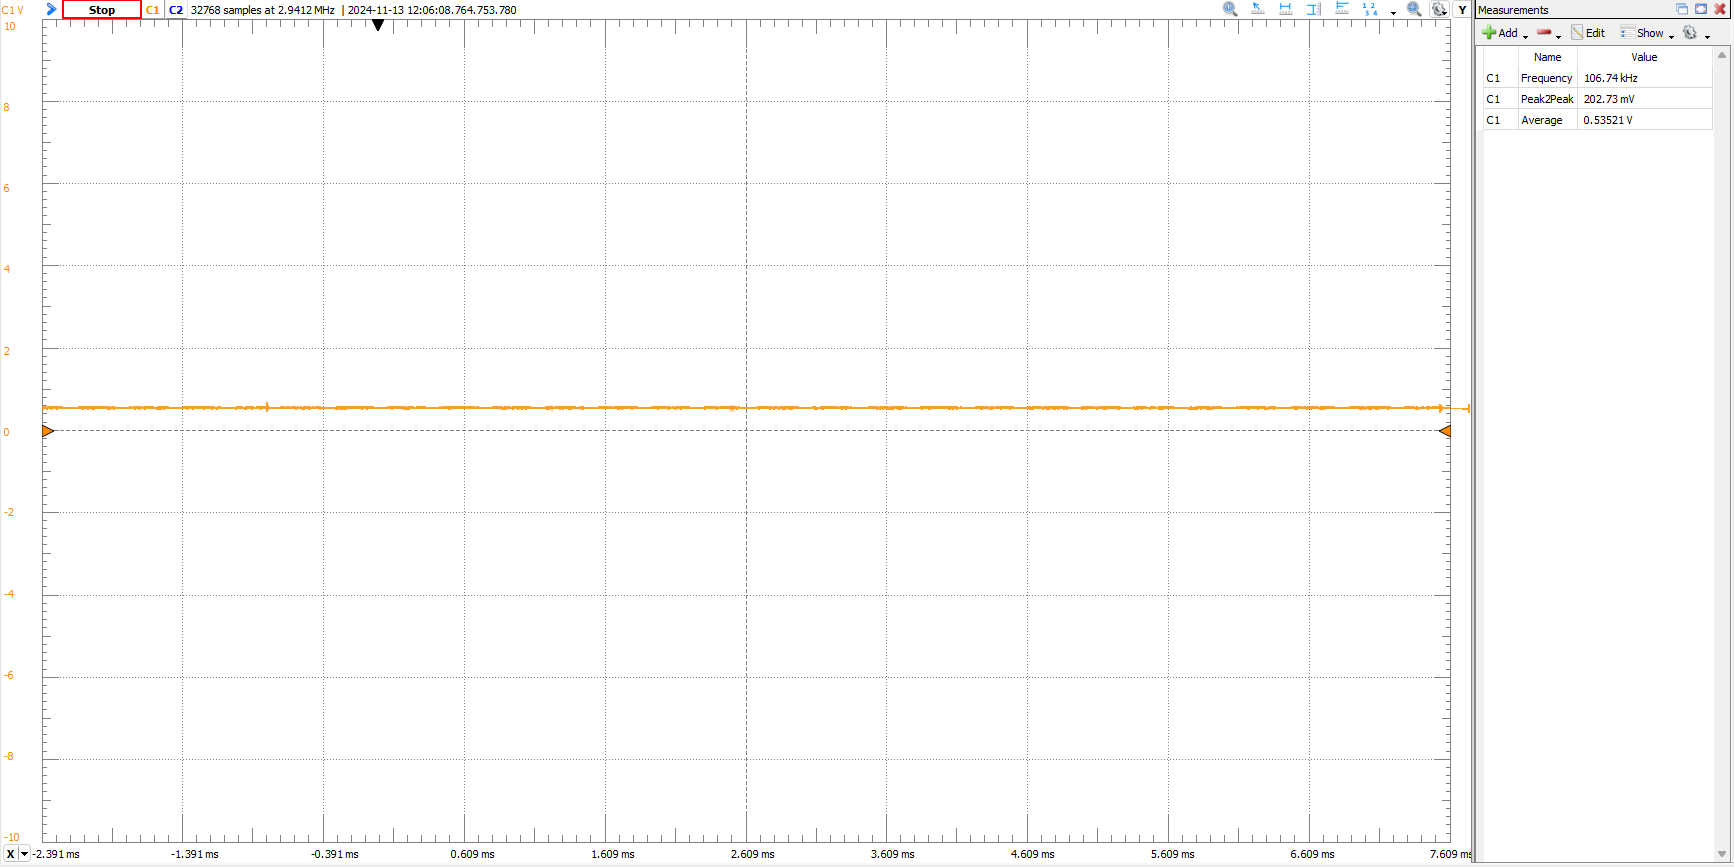 C1 V Stop C1 C2 32768 samples at 2.9412 MHz | 2024-11-13 12:06:08.764.753.780 Y
10
8
6
4
2
0
-2
-4
-6
-8
-10
X -2.391 ms -1.391 ms -0.391 ms 0.609 ms 1.609 ms 2.609 ms 3.609 ms 4.609 ms 5.609 ms 6.609 ms 7.609 ms
Measurements
Add Edit Show
Name Value
C1 Frequency 106.74 kHz
C1 Peak2Peak 202.73 mV
C1 Average 0.53521 V